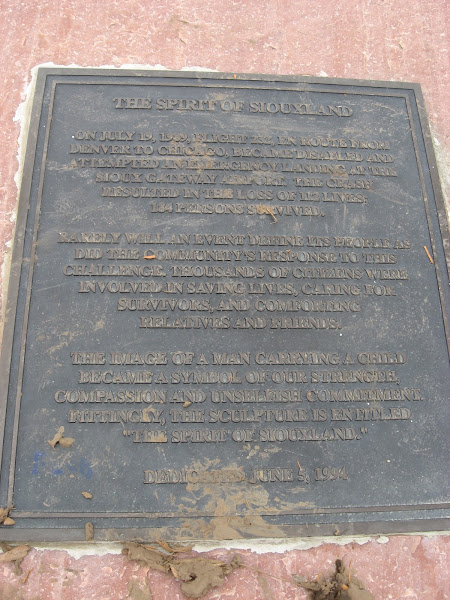 THE SPIRIT OF SIOUXLAND
ON JULY 19, 1989, FLIGHT 232 EN ROUTE FROM
DENVER TO CHICAGO, BECAME DISABLED AND
ATTEMPTED AN EMERGENCY LANDING AT THE
SIOUX GATEWAY AIRPORT. THE CRASH
RESULTED IN THE LOSS OF 112 LIVES;
184 PERSONS SURVIVED.
RARELY WILL AN EVENT DEFINE ITS PEOPLE AS
DID THE COMMUNITY'S RESPONSE TO THIS
CHALLENGE. THOUSANDS OF CITIZENS WERE
INVOLVED IN SAVING LIVES, CARING FOR
SURVIVORS, AND COMFORTING
RELATIVES AND FRIENDS.
THE IMAGE OF A MAN CARRYING A CHILD
BECAME A SYMBOL OF OUR STRENGTH,
COMPASSION AND UNSELFISH COMMITMENT.
FITTINGLY, THE SCULPTURE IS ENTITLED
"THE SPIRIT OF SIOUXLAND."
DEDICATED JUNE 5, 1994